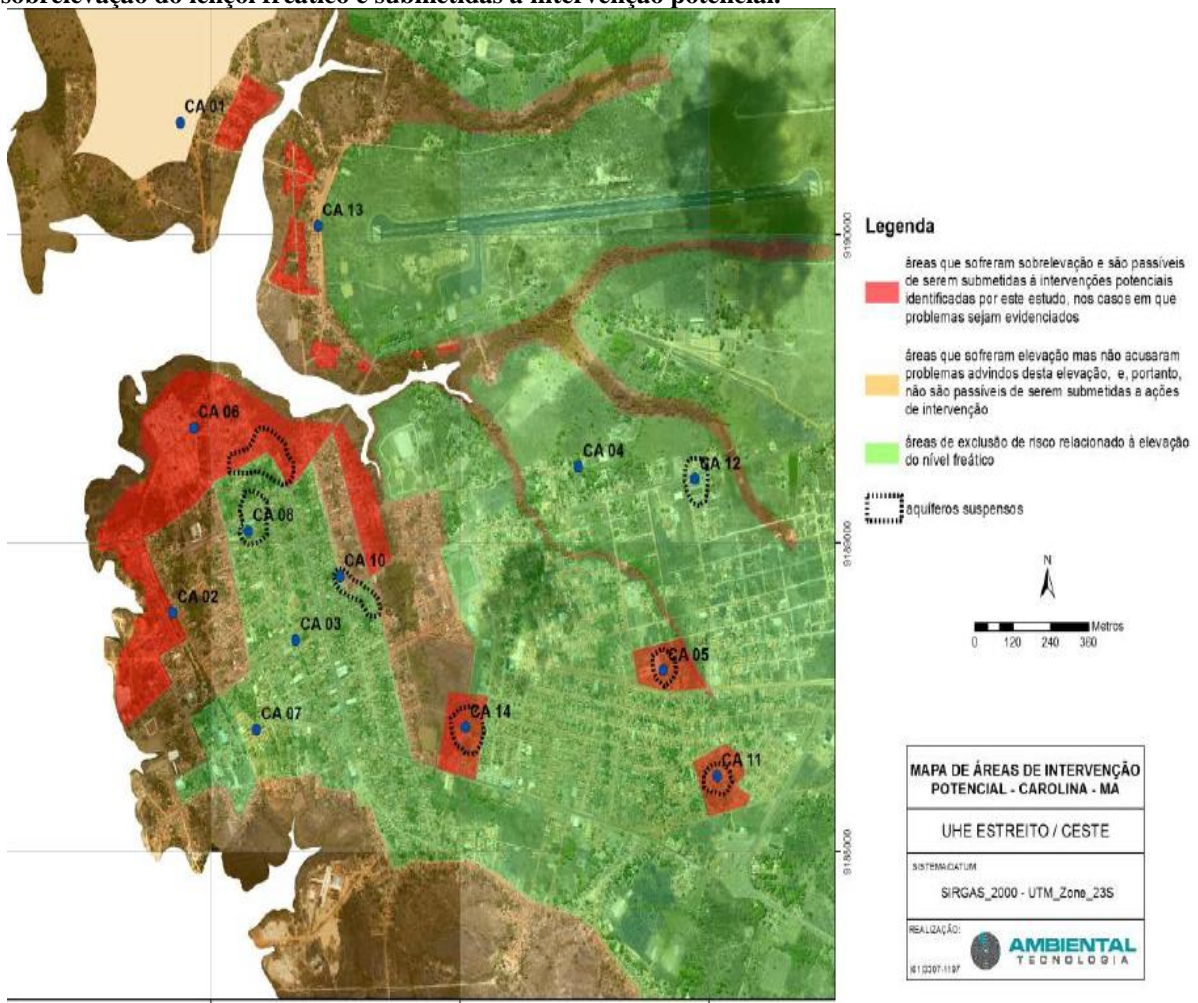 sobrelevação do lençol freático e submetidas a intervenção potencial.
CA 01
CA 13
CA 06
CA 04
CA 12
CA 08
CA 10
CA 02
CA 03
CA 05
CA 07
CA 14
CA 11
9190000
9189000
9188000
Legenda
áreas que sofreram sobrelevação e são passíveis
de serem submetidas à intervenções potenciais
identificadas por este estudo, nos casos em que
problemas sejam evidenciados
áreas que sofreram elevação mas não acusaram
problemas advindos desta elevação, e, portanto,
não são passíveis de serem submetidas a ações
de intervenção
áreas de exclusão de risco relacionado à elevação
do nível freático
aquíferos suspensos
N
Metros
0 120 240 360
MAPA DE ÁREAS DE INTERVENÇÃO
POTENCIAL - CAROLINA - MA
UHE ESTREITO / CESTE
SISTEMA/DATUM
SIRGAS_2000 - UTM_Zone_23S
REALIZAÇÃO:
AMBIENTAL
TECNOLOGIA
(61)3307-1197